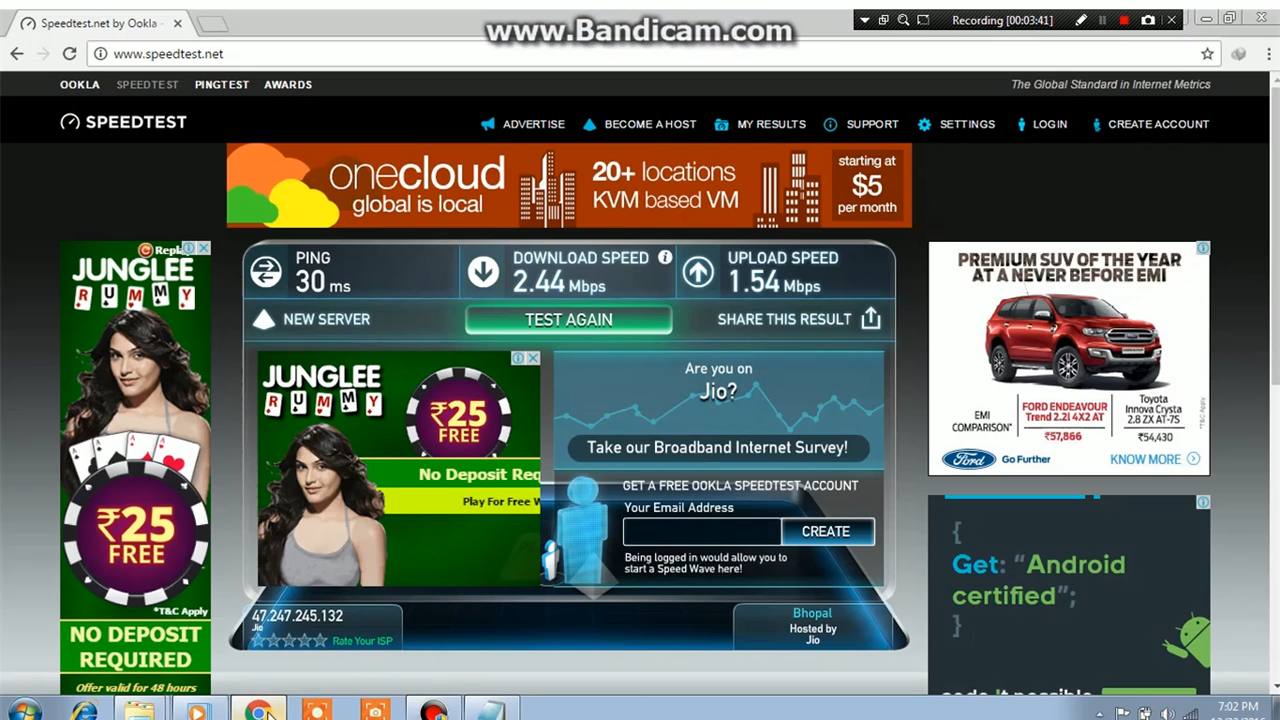 Speedtest.net by Ookla -
www.Bandicam.com
Recording [00:03:41]
www.speedtest.net
OOKLA SPEEDTEST PINGTEST AWARDS
The Global Standard in Internet Metrics
SPEEDTEST
ADVERTISE BECOME A HOST MY RESULTS SUPPORT SETTINGS LOGIN CREATE ACCOUNT
onecloud
global is local
20+ locations
KVM based VM
starting at
$5
per month
Replay
JUNGLEE
RUMMY
₹25
FREE
*T&C Apply
NO DEPOSIT
REQUIRED
Offer valid for 48 hours
PING
30 ms
DOWNLOAD SPEED
2.44 Mbps
UPLOAD SPEED
1.54 Mbps
NEW SERVER
TEST AGAIN
SHARE THIS RESULT
JUNGLEE
RUMMY
₹25
FREE
No Deposit Req
Play For Free W
Are you on
Jio?
Take our Broadband Internet Survey!
GET A FREE OOKLA SPEEDTEST ACCOUNT
Your Email Address
CREATE
Being logged in would allow you to
start a Speed Wave here!
47.247.245.132
Jio
Rate Your ISP
Bhopal
Hosted by
Jio
PREMIUM SUV OF THE YEAR
AT A NEVER BEFORE EMI
EMI
COMPARISON*
FORD ENDEAVOUR
Trend 2.2l 4X2 AT
₹57,866
Toyota
Innova Crysta
2.8 ZX AT-7S
₹54,430
*T&C Apply
Ford Go Further
KNOW MORE
{
Get: “Android
certified”;
}
code it possible
7:02 PM